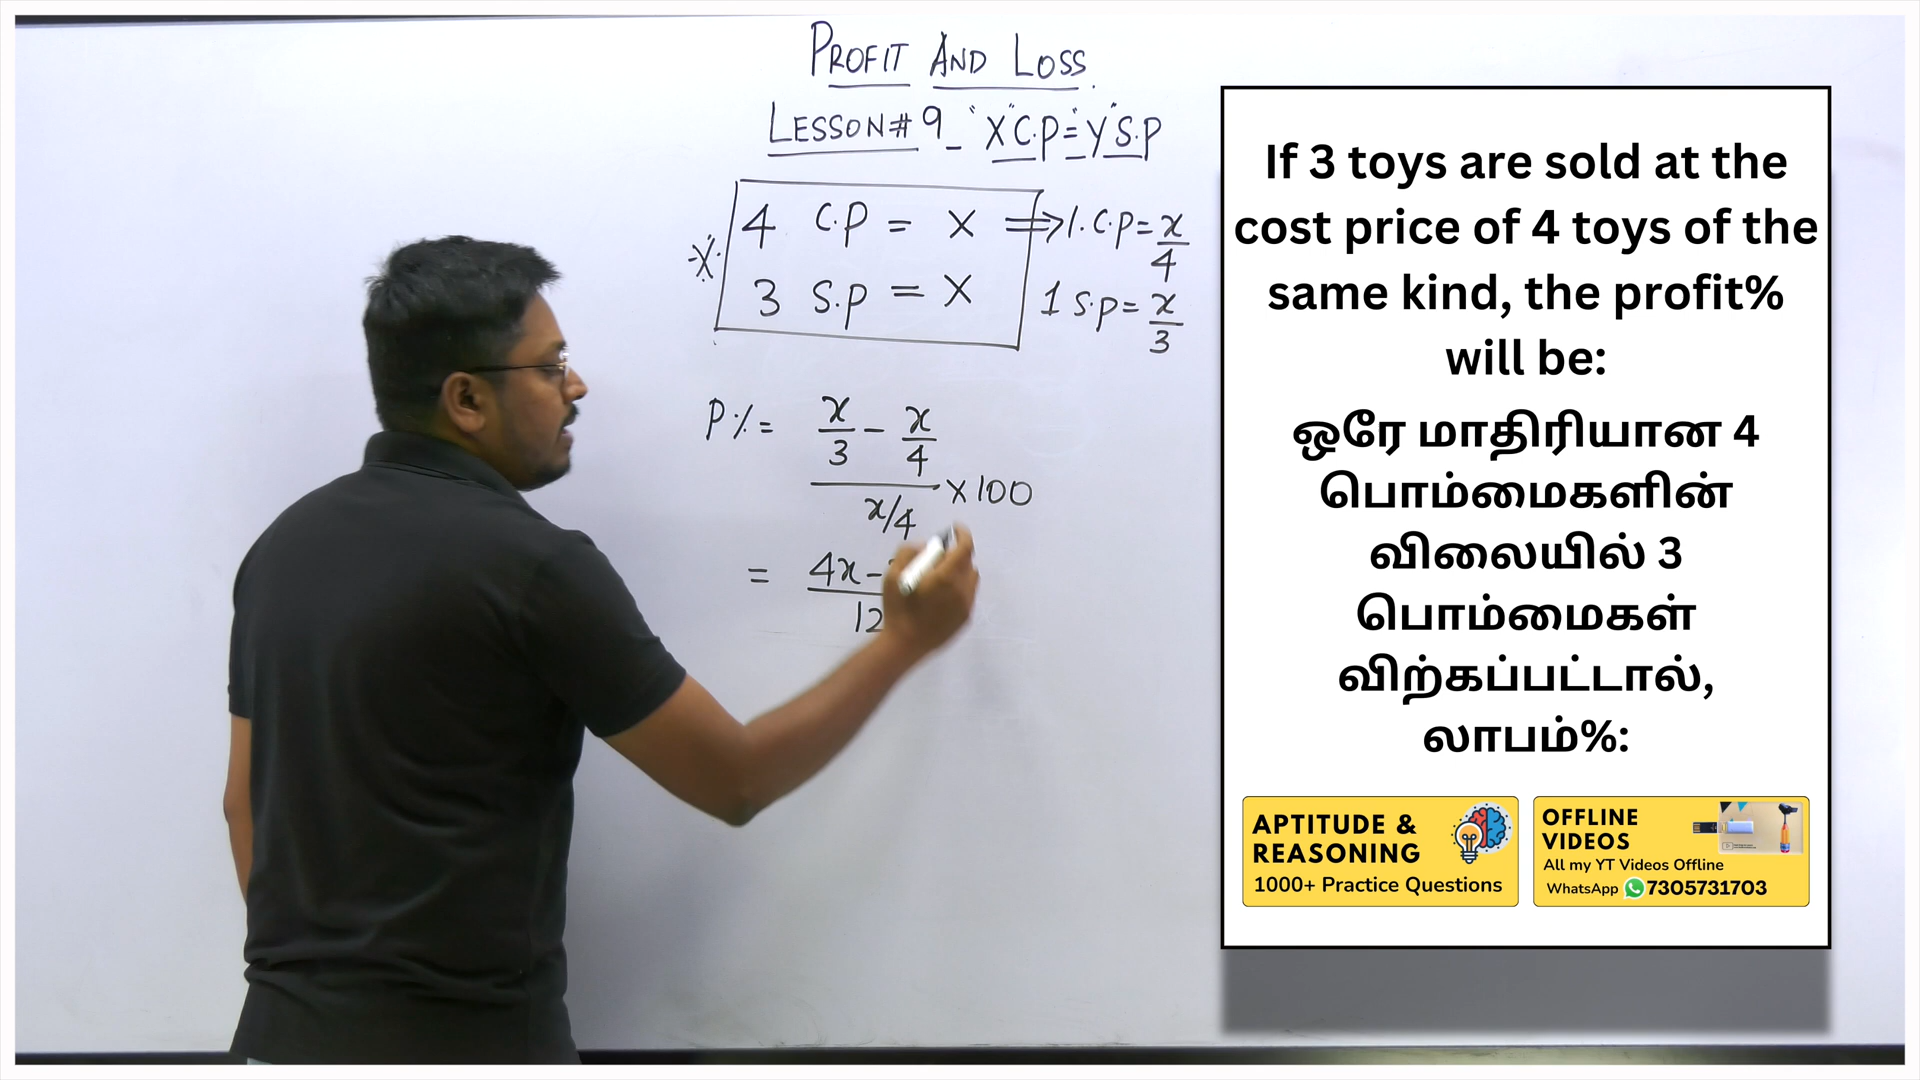 PROFIT AND LOSS
LESSON# 9 _ "X" C.P = "Y" S.P
4 C.P = X ⟹ 1 C.P = x/4
X
3 S.P = X
1 S.P = x/3
P% = x/3 − x/4
x/4 × 100
= 4x −
12
If 3 toys are sold at the
cost price of 4 toys of the
same kind, the profit%
will be:
ஒரே மாதிரியான 4
பொம்மைகளின்
விலையில் 3
பொம்மைகள்
விற்கப்பட்டால்,
லாபம்%:
APTITUDE &
REASONING
1000+ Practice Questions
OFFLINE
VIDEOS
All my YT Videos Offline
WhatsApp 7305731703